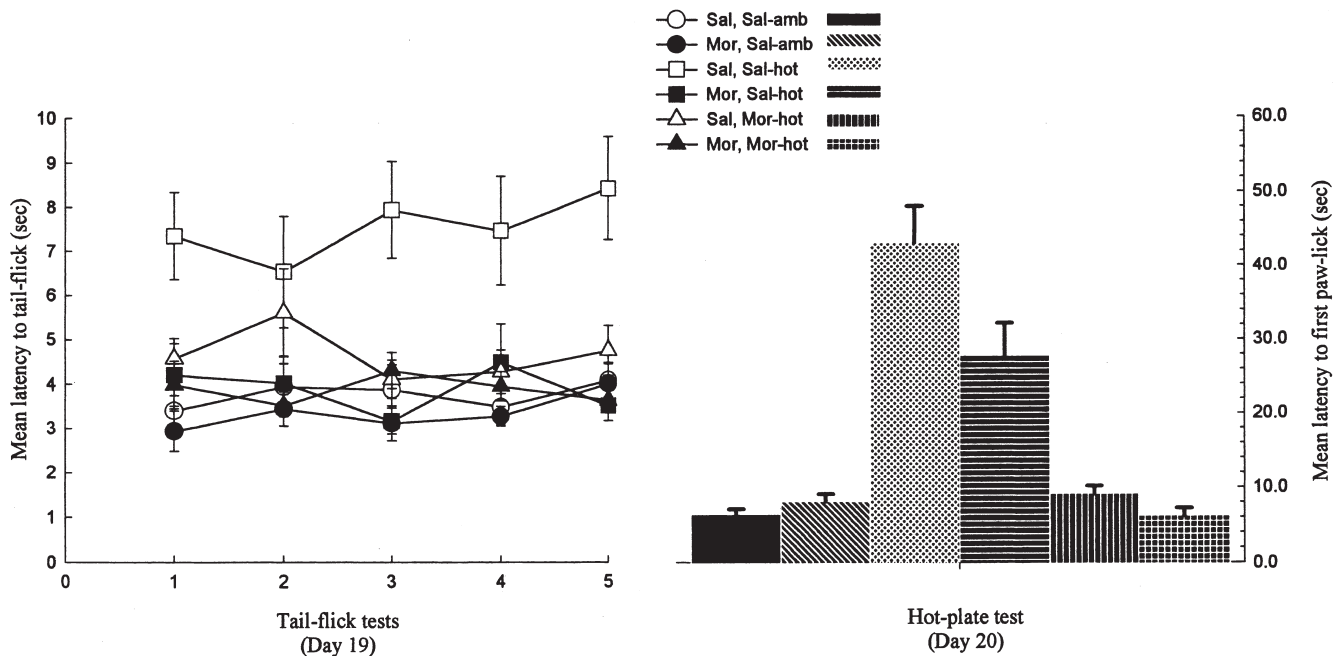 Sal, Sal-amb
Mor, Sal-amb
Sal, Sal-hot
Mor, Sal-hot
Sal, Mor-hot
Mor, Mor-hot
Mean latency to tail-flick (sec)
10
9
8
7
6
5
4
3
2
1
0
0 1 2 3 4 5
Tail-flick tests
(Day 19)
60.0
50.0
40.0
30.0
20.0
10.0
0.0
Mean latency to first paw-lick (sec)
Hot-plate test
(Day 20)